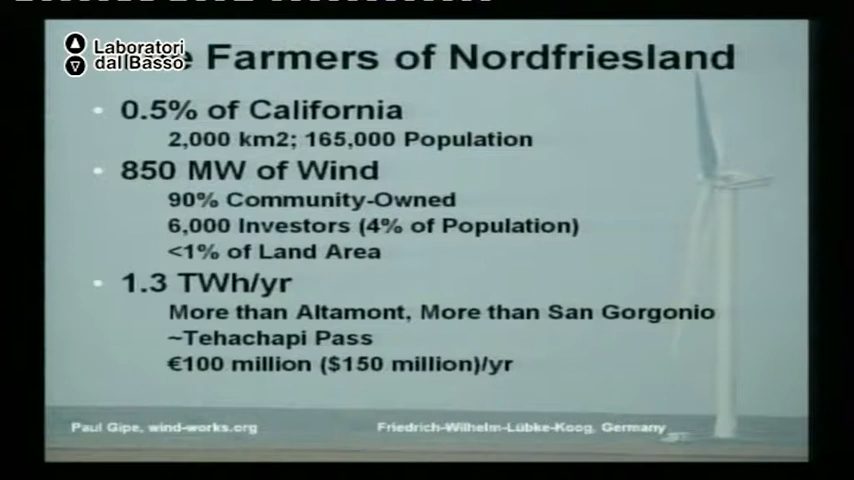 Laboratori
dal Basso
Farmers of Nordfriesland
0.5% of California
2,000 km2; 165,000 Population
850 MW of Wind
90% Community-Owned
6,000 Investors (4% of Population)
<1% of Land Area
1.3 TWh/yr
More than Altamont, More than San Gorgonio
~Tehachapi Pass
€100 million ($150 million)/yr
Paul Gipe, wind-works.org
Friedrich-Wilhelm-Lübke-Koog, Germany